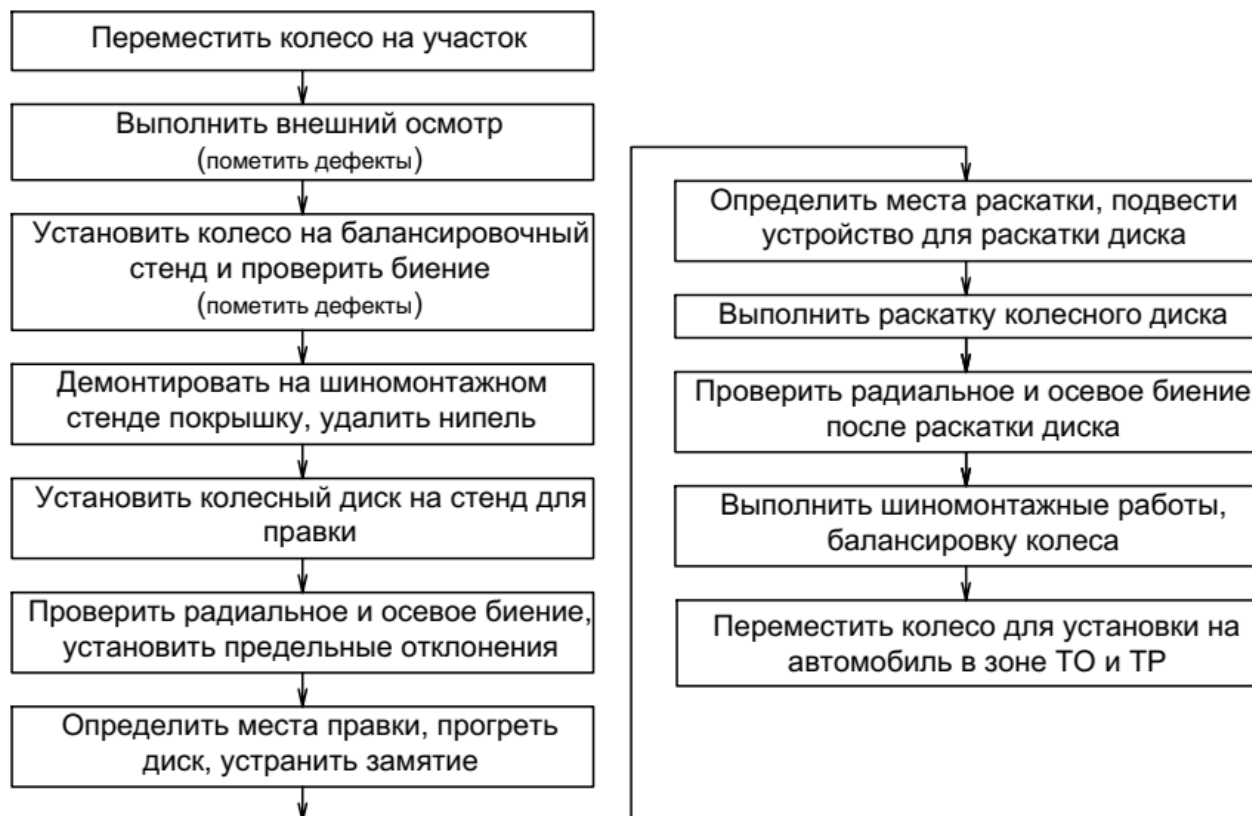 Переместить колесо на участок
Выполнить внешний осмотр
(пометить дефекты)
Установить колесо на балансировочный
стенд и проверить биение
(пометить дефекты)
Демонтировать на шиномонтажном
стенде покрышку, удалить нипель
Установить колесный диск на стенд для
правки
Проверить радиальное и осевое биение,
установить предельные отклонения
Определить места правки, прогреть
диск, устранить замятие
Определить места раскатки, подвести
устройство для раскатки диска
Выполнить раскатку колесного диска
Проверить радиальное и осевое биение
после раскатки диска
Выполнить шиномонтажные работы,
балансировку колеса
Переместить колесо для установки на
автомобиль в зоне ТО и ТР